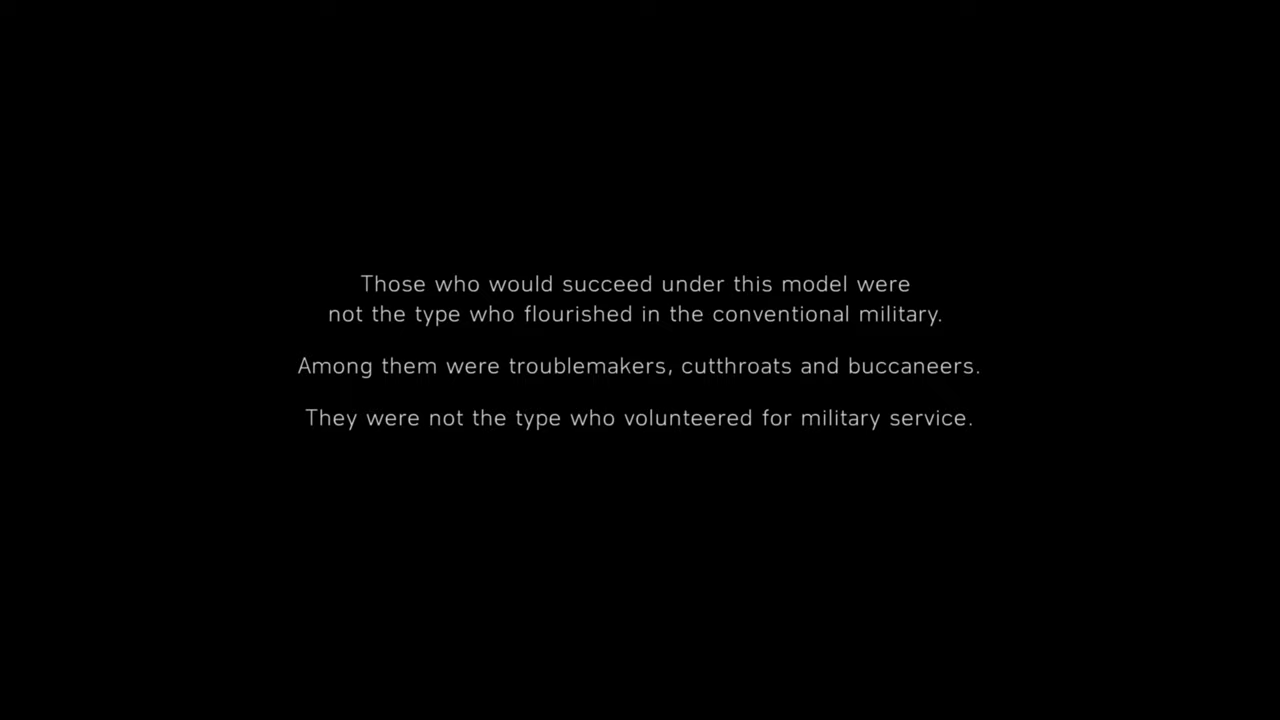 Those who would succeed under this model were
not the type who flourished in the conventional military.
Among them were troublemakers, cutthroats and buccaneers.
They were not the type who volunteered for military service.